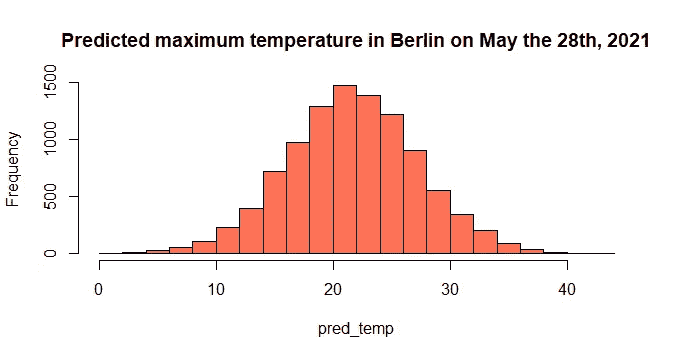 Predicted maximum temperature in Berlin on May the 28th, 2021
Frequency
1500
1000
500
0
0 10 20 30 40
pred_temp